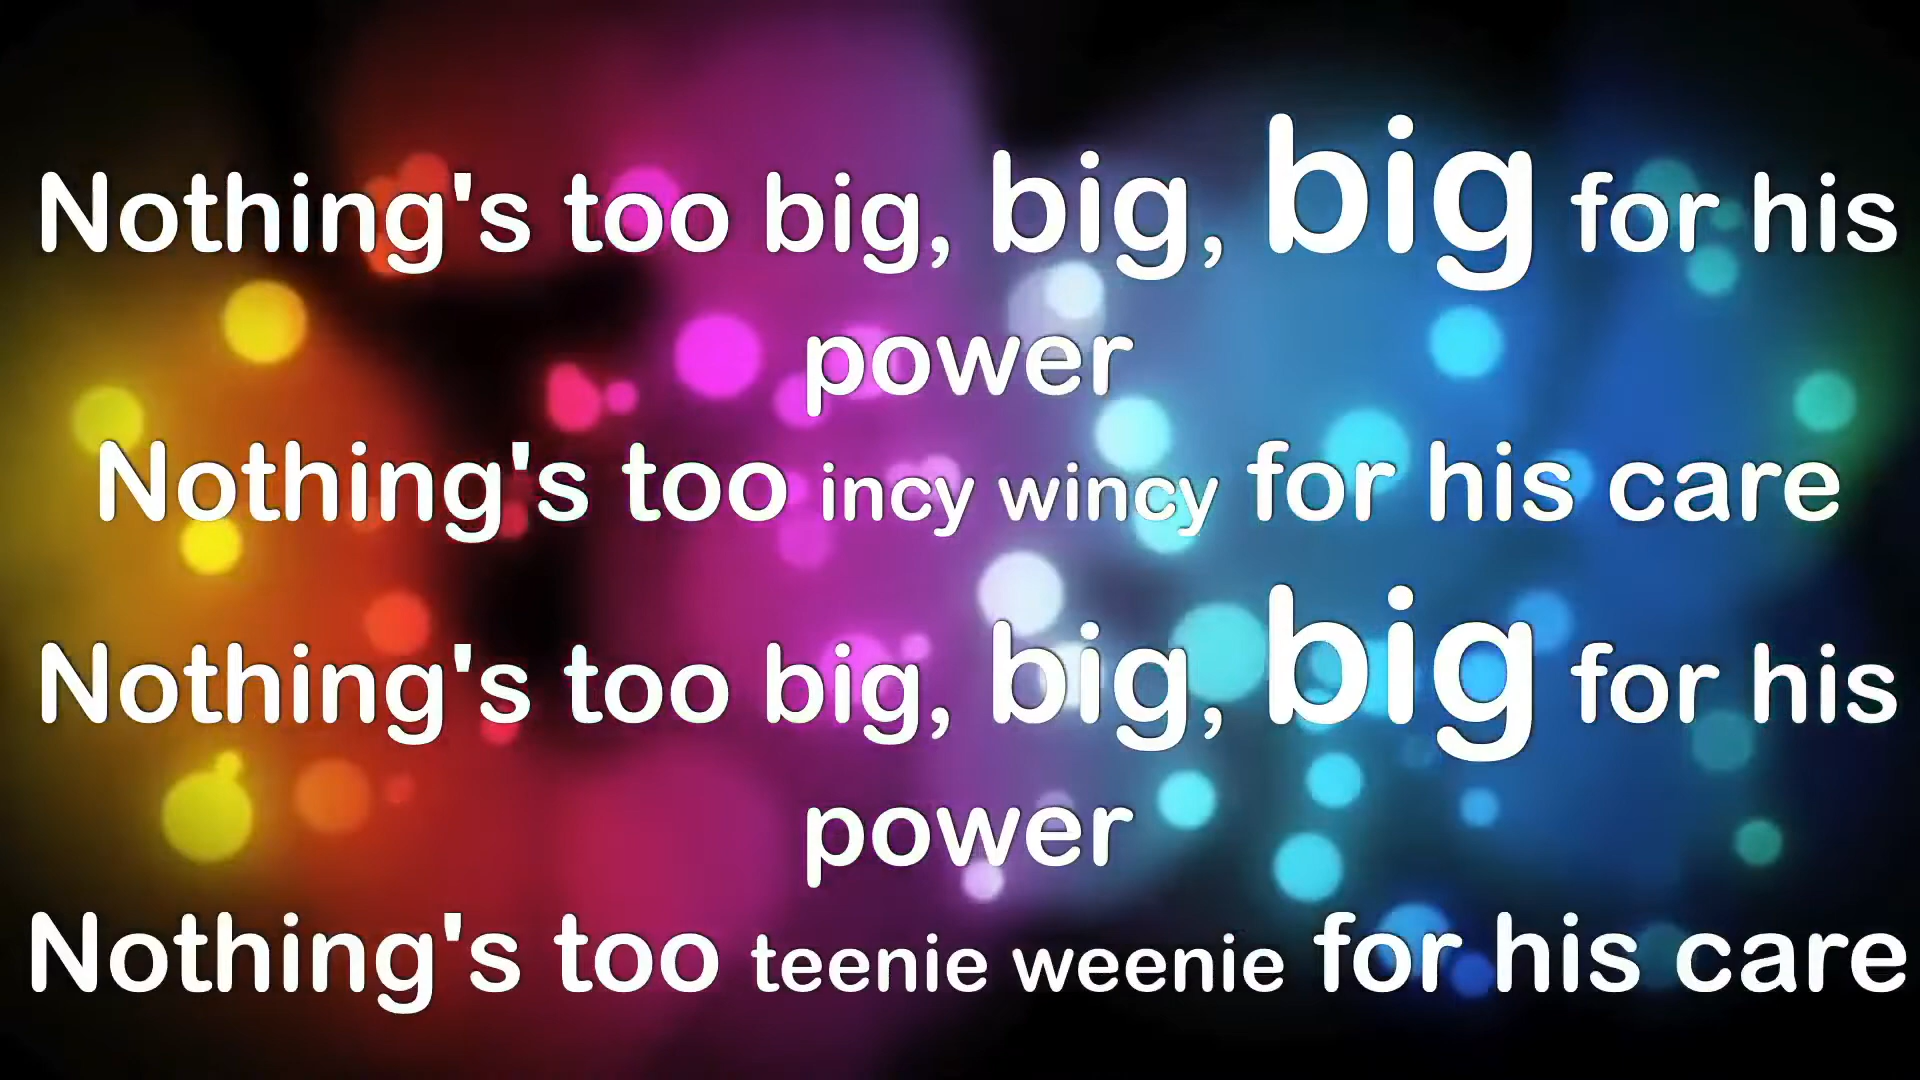 Nothing's too big, big, big for his
power
Nothing's too incy wincy for his care
Nothing's too big, big, big for his
power
Nothing's too teenie weenie for his care